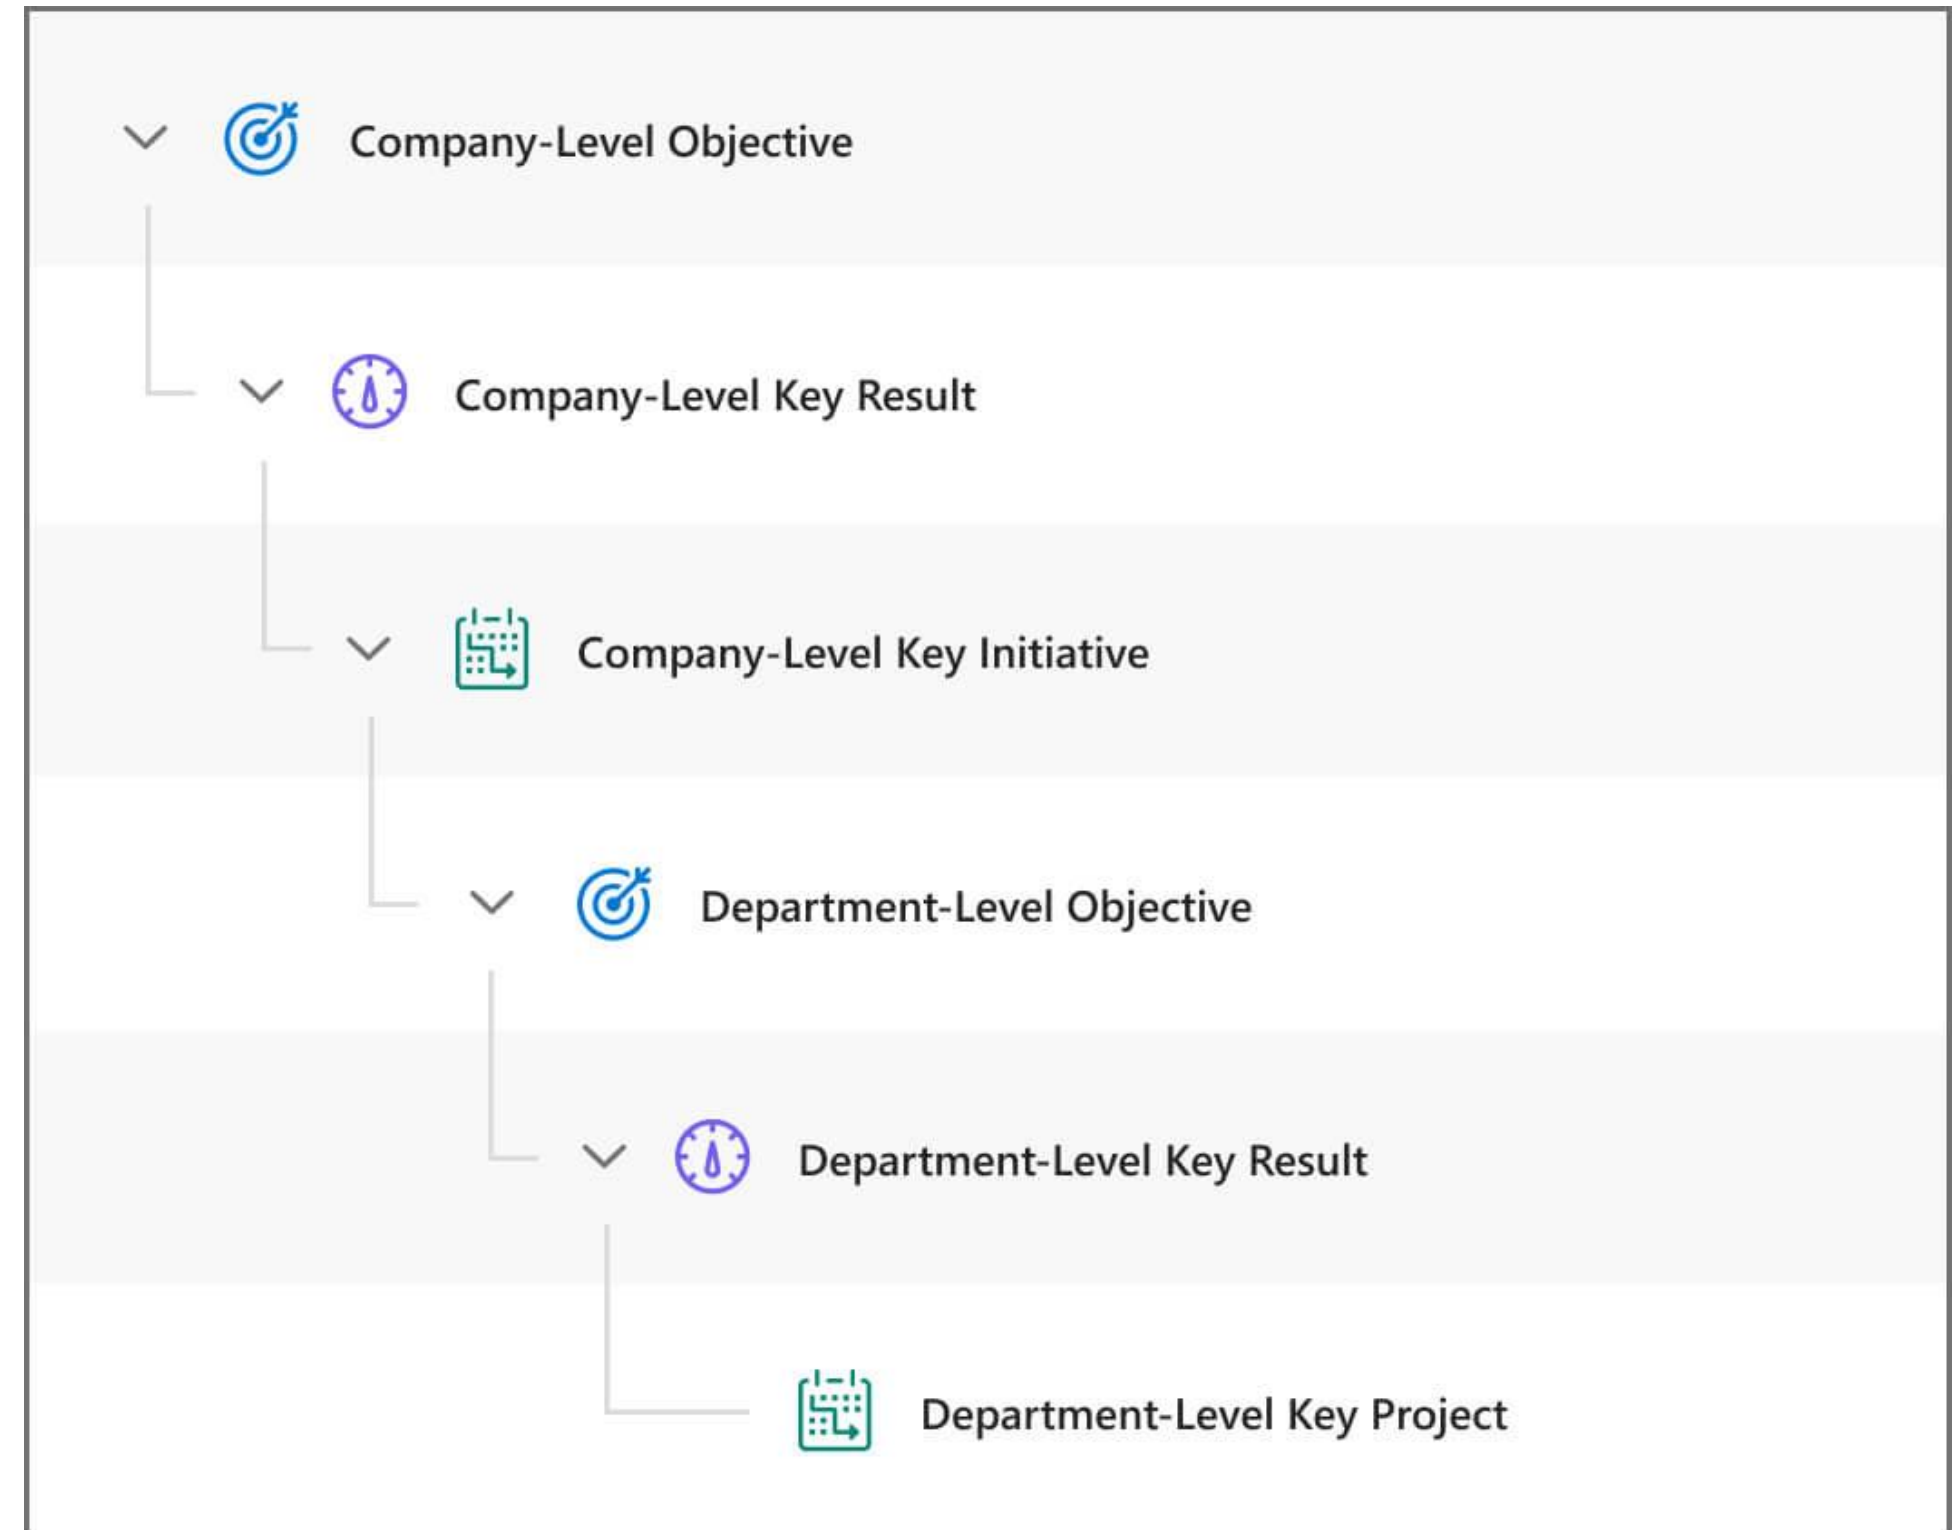 Company-Level Objective
Company-Level Key Result
Company-Level Key Initiative
Department-Level Objective
Department-Level Key Result
Department-Level Key Project